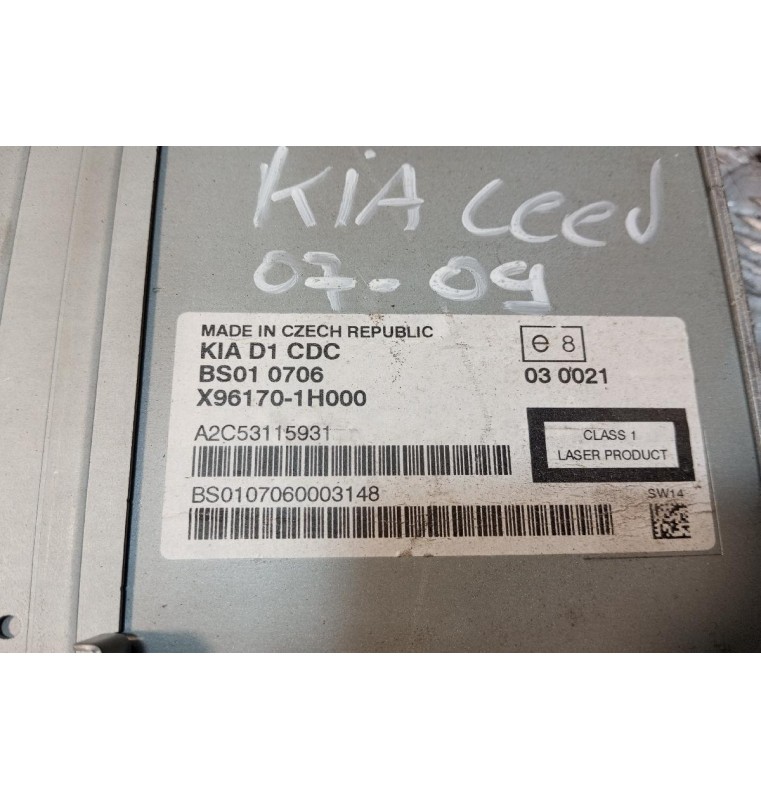 KiA ceed
07-09
MADE IN CZECH REPUBLIC
KIA D1 CDC
BS01 0706
X96170-1H000
e 8
03 0021
A2C53115931
CLASS 1
LASER PRODUCT
BS0107060003148
SW14